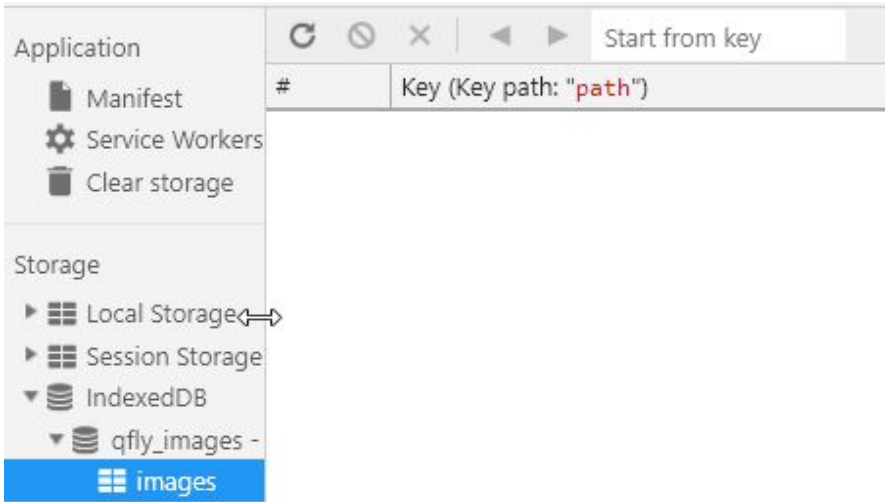 Application
Manifest
Service Workers
Clear storage
Storage
Local Storage
Session Storage
IndexedDB
qfly_images -
images
Start from key
# Key (Key path: "path")